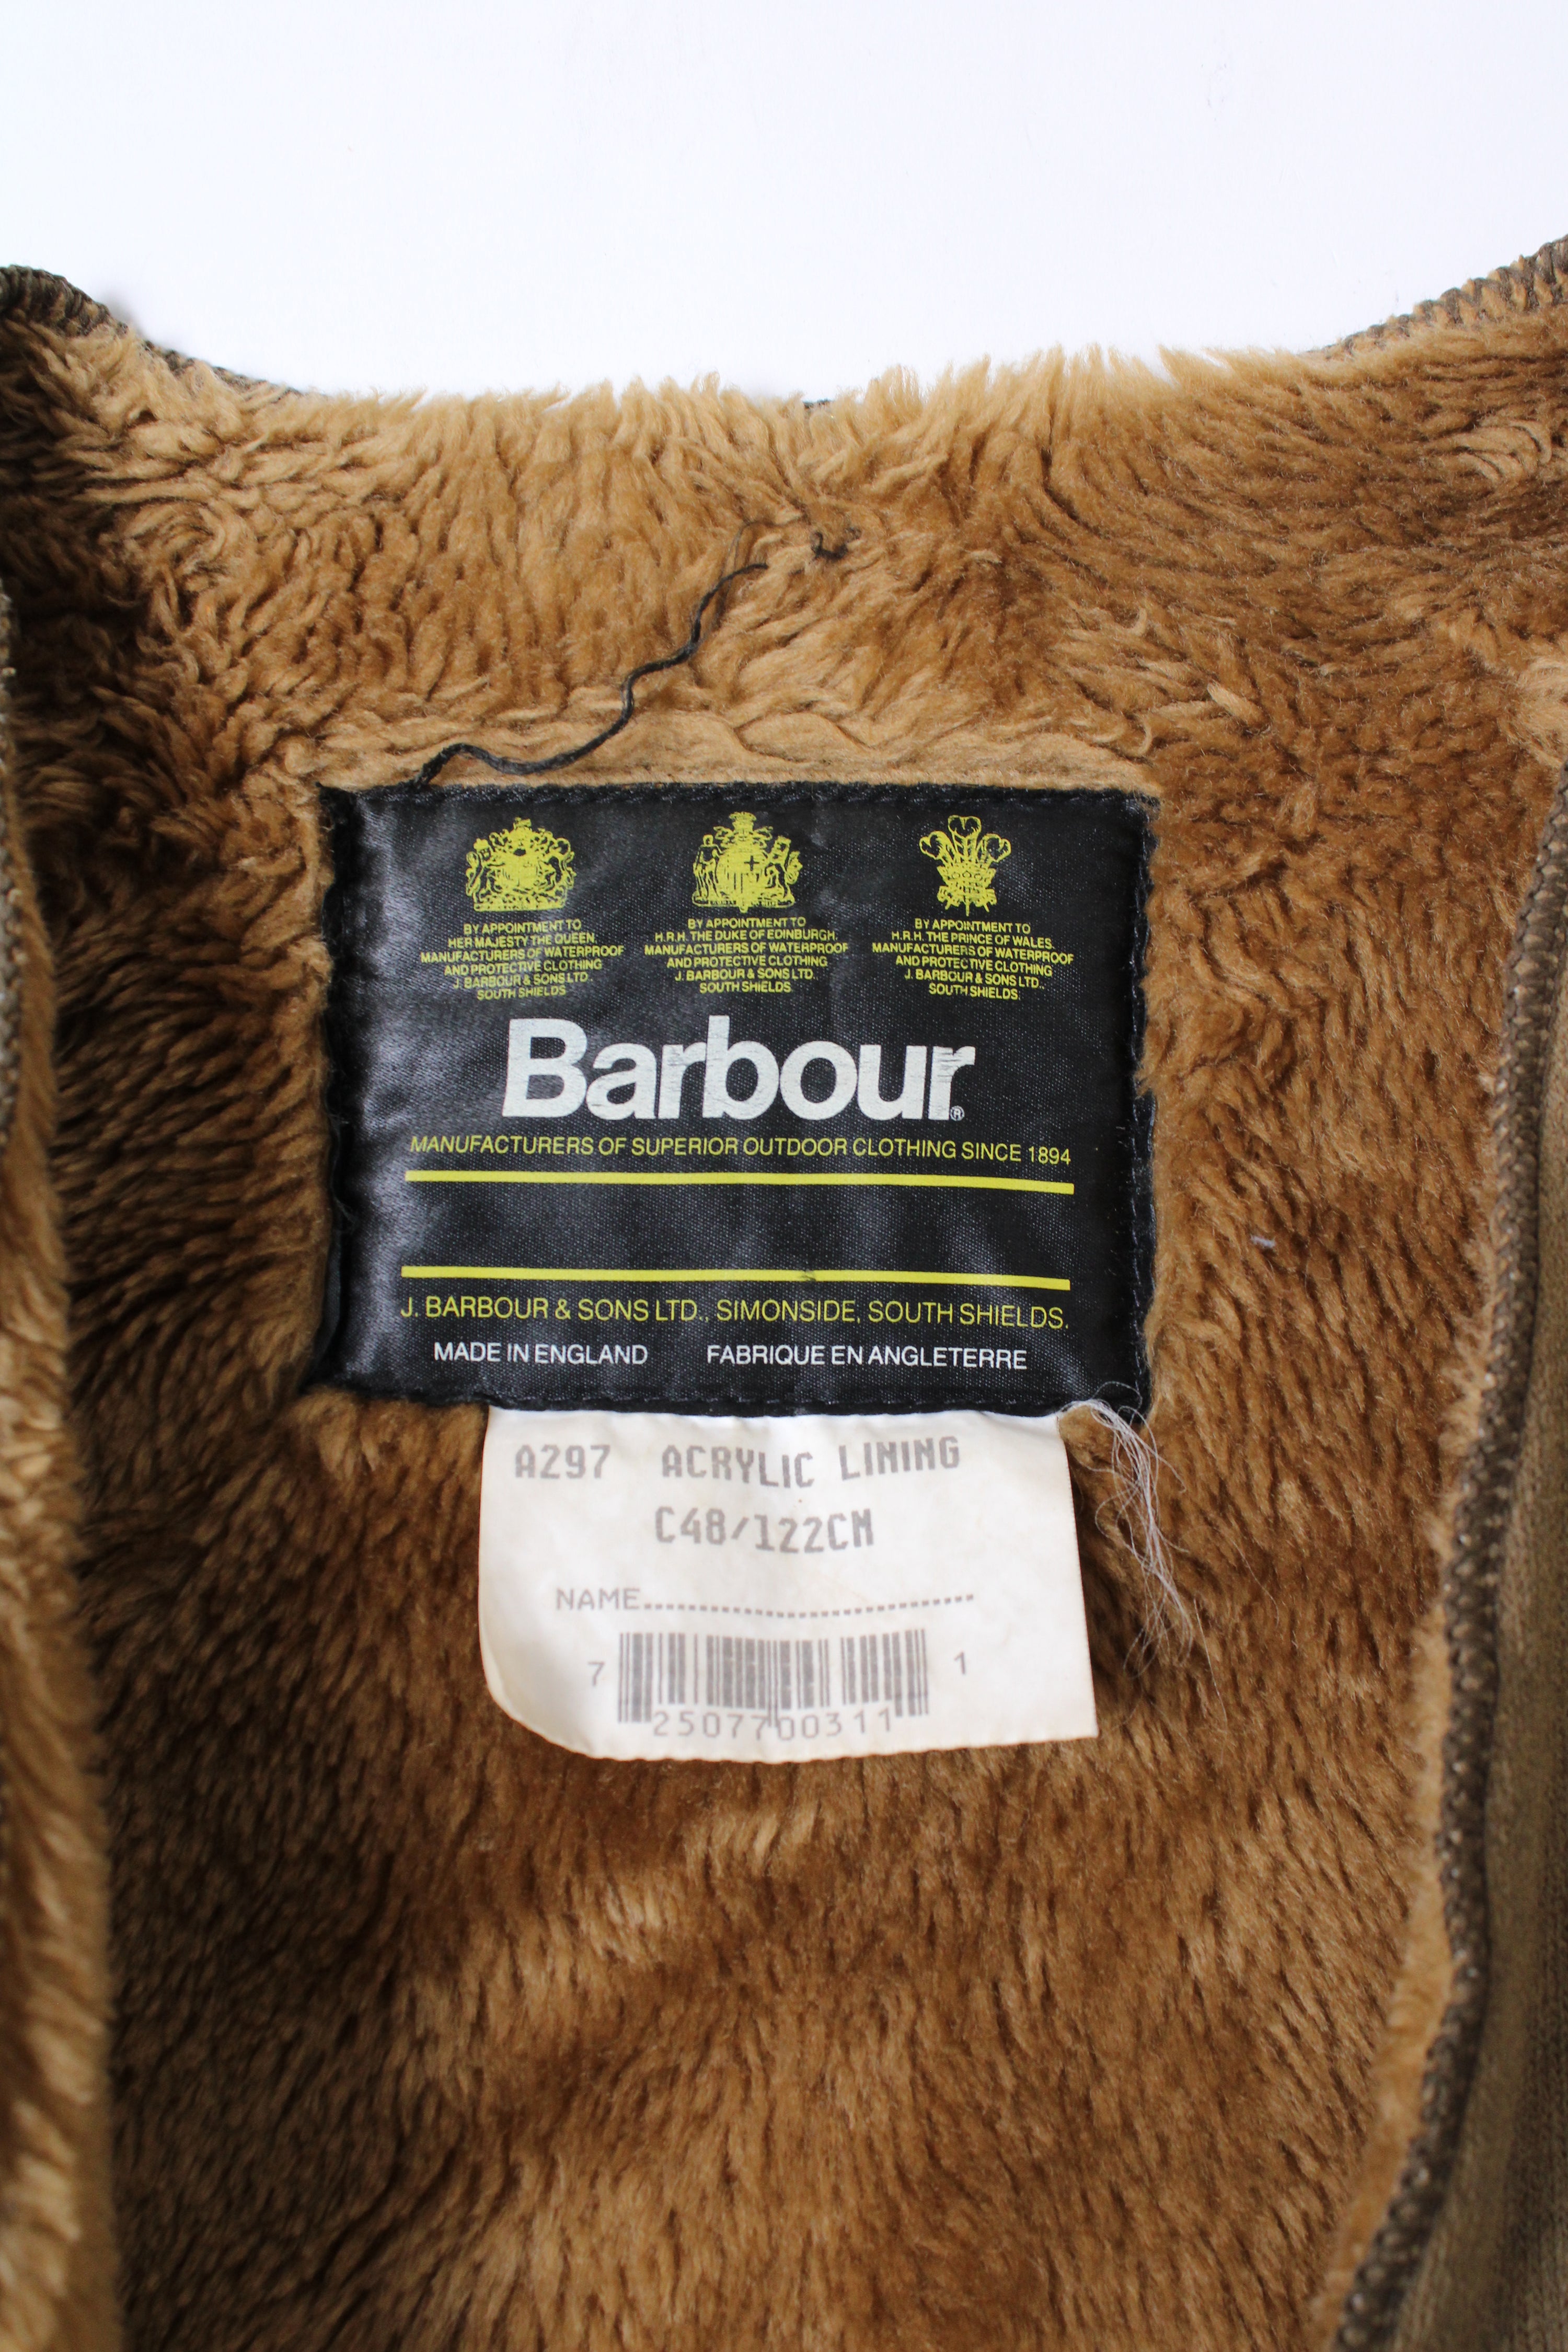 BY APPOINTMENT TO
HER MAJESTY THE QUEEN.
MANUFACTURERS OF WATERPROOF
AND PROTECTIVE CLOTHING
J. BARBOUR & SONS LTD.
SOUTH SHIELDS
BY APPOINTMENT TO
H.R.H. THE DUKE OF EDINBURGH.
MANUFACTURERS OF WATERPROOF
AND PROTECTIVE CLOTHING
J. BARBOUR & SONS LTD.
SOUTH SHIELDS.
BY APPOINTMENT TO
H.R.H. THE PRINCE OF WALES.
MANUFACTURERS OF WATERPROOF
AND PROTECTIVE CLOTHING
J. BARBOUR & SONS LTD.,
SOUTH SHIELDS.
Barbour®
MANUFACTURERS OF SUPERIOR OUTDOOR CLOTHING SINCE 1894
J. BARBOUR & SONS LTD., SIMONSIDE, SOUTH SHIELDS.
MADE IN ENGLAND FABRIQUE EN ANGLETERRE
A297 ACRYLIC LINING
C48/122CM
NAME..............................
7 25077 00311 1